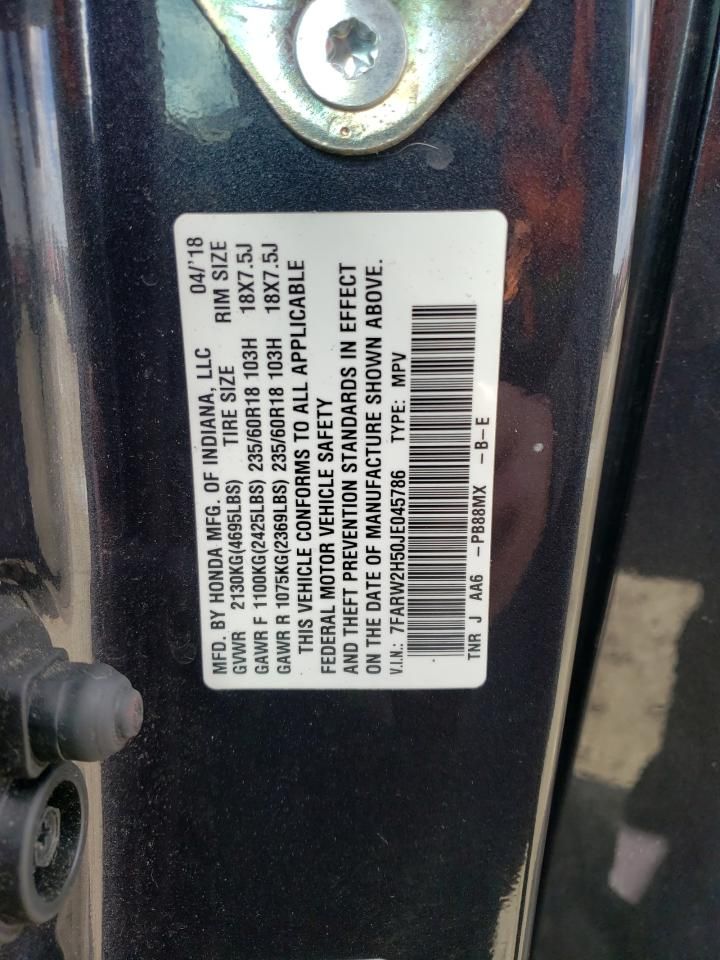 MFD. BY HONDA MFG. OF INDIANA, LLC 04/'18
GVWR 2130KG(4695LBS) TIRE SIZE RIM SIZE
GAWR F 1100KG(2425LBS) 235/60R18 103H 18X7.5J
GAWR R 1075KG(2369LBS) 235/60R18 103H 18X7.5J
THIS VEHICLE CONFORMS TO ALL APPLICABLE
FEDERAL MOTOR VEHICLE SAFETY
AND THEFT PREVENTION STANDARDS IN EFFECT
ON THE DATE OF MANUFACTURE SHOWN ABOVE.
V.I.N.: 7FARW2H50JE045786 TYPE: MPV
TNR J AA6 -PB88MX -B-E